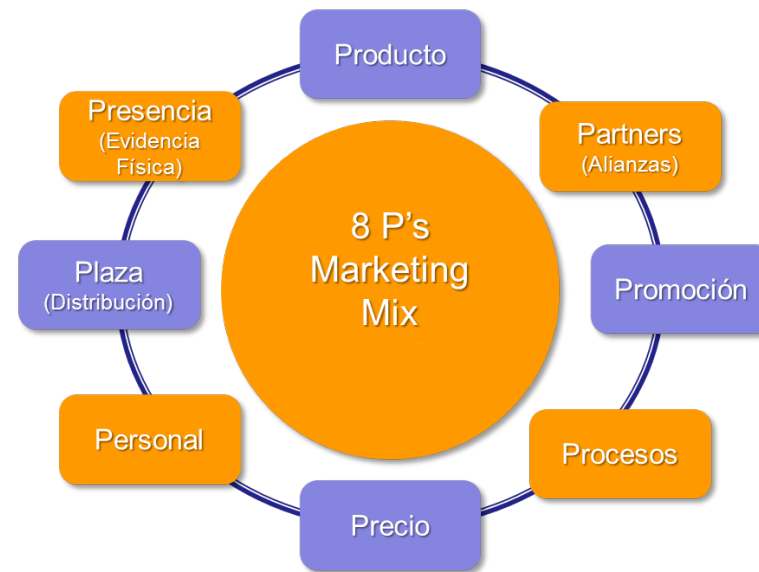 Producto
Presencia
(Evidencia
Física)
Partners
(Alianzas)
8 P’s
Marketing
Mix
Plaza
(Distribución)
Promoción
Personal
Procesos
Precio